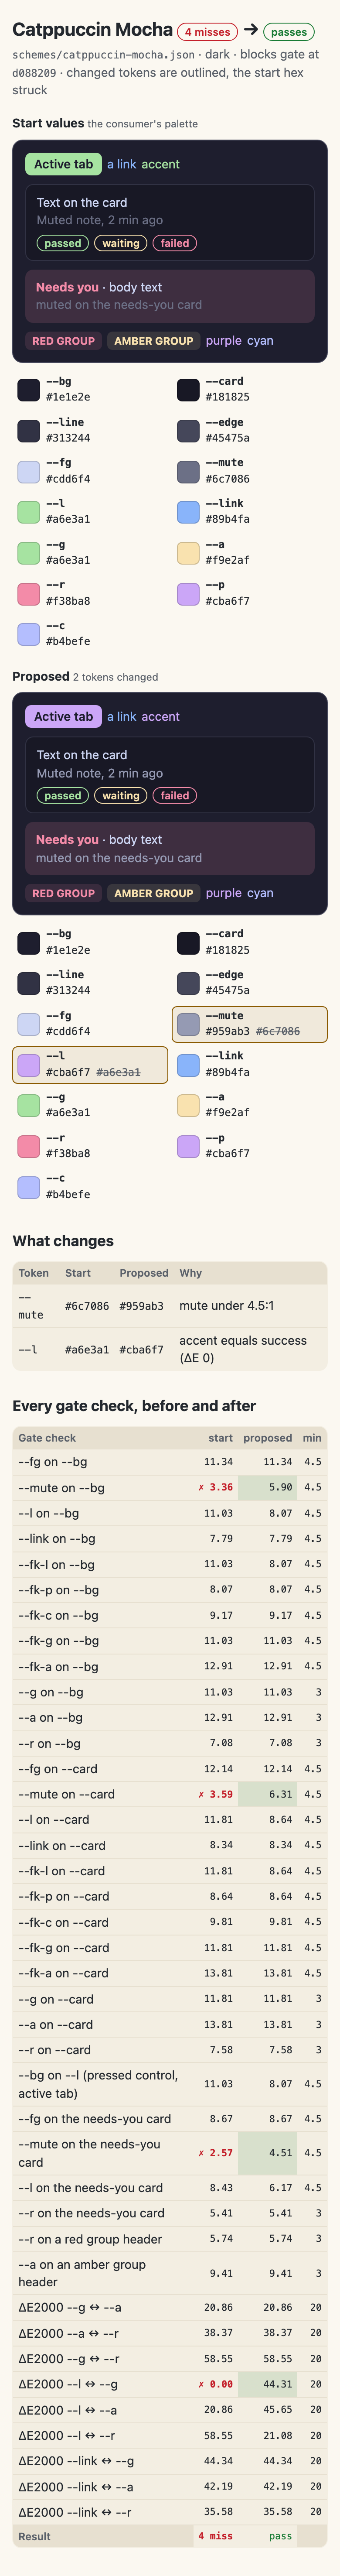 Catppuccin Mocha 4 misses → passes
schemes/catppuccin-mocha.json · dark · blocks gate at
d088209 · changed tokens are outlined, the start hex
struck
Start values the consumer's palette
Active tab a link accent
Text on the card
Muted note, 2 min ago
passed waiting failed
Needs you · body text
muted on the needs-you card
RED GROUP AMBER GROUP purple cyan
--bg
#1e1e2e
--card
#181825
--line
#313244
--edge
#45475a
--fg
#cdd6f4
--mute
#6c7086
--l
#a6e3a1
--link
#89b4fa
--g
#a6e3a1
--a
#f9e2af
--r
#f38ba8
--p
#cba6f7
--c
#b4befe
Proposed 2 tokens changed
Active tab a link accent
Text on the card
Muted note, 2 min ago
passed waiting failed
Needs you · body text
muted on the needs-you card
RED GROUP AMBER GROUP purple cyan
--bg
#1e1e2e
--card
#181825
--line
#313244
--edge
#45475a
--fg
#cdd6f4
--mute
#959ab3 #6c7086
--l
#cba6f7 #a6e3a1
--link
#89b4fa
--g
#a6e3a1
--a
#f9e2af
--r
#f38ba8
--p
#cba6f7
--c
#b4befe
What changes
Token Start Proposed Why
--
mute #6c7086 #959ab3 mute under 4.5:1
--l #a6e3a1 #cba6f7 accent equals success
(ΔE 0)
Every gate check, before and after
Gate check start proposed min
--fg on --bg 11.34 11.34 4.5
--mute on --bg ✗ 3.36 5.90 4.5
--l on --bg 11.03 8.07 4.5
--link on --bg 7.79 7.79 4.5
--fk-l on --bg 11.03 8.07 4.5
--fk-p on --bg 8.07 8.07 4.5
--fk-c on --bg 9.17 9.17 4.5
--fk-g on --bg 11.03 11.03 4.5
--fk-a on --bg 12.91 12.91 4.5
--g on --bg 11.03 11.03 3
--a on --bg 12.91 12.91 3
--r on --bg 7.08 7.08 3
--fg on --card 12.14 12.14 4.5
--mute on --card ✗ 3.59 6.31 4.5
--l on --card 11.81 8.64 4.5
--link on --card 8.34 8.34 4.5
--fk-l on --card 11.81 8.64 4.5
--fk-p on --card 8.64 8.64 4.5
--fk-c on --card 9.81 9.81 4.5
--fk-g on --card 11.81 11.81 4.5
--fk-a on --card 13.81 13.81 4.5
--g on --card 11.81 11.81 3
--a on --card 13.81 13.81 3
--r on --card 7.58 7.58 3
--bg on --l (pressed control,
active tab) 11.03 8.07 4.5
--fg on the needs-you card 8.67 8.67 4.5
--mute on the needs-you
card ✗ 2.57 4.51 4.5
--l on the needs-you card 8.43 6.17 4.5
--r on the needs-you card 5.41 5.41 3
--r on a red group header 5.74 5.74 3
--a on an amber group
header 9.41 9.41 3
ΔE2000 --g ↔ --a 20.86 20.86 20
ΔE2000 --a ↔ --r 38.37 38.37 20
ΔE2000 --g ↔ --r 58.55 58.55 20
ΔE2000 --l ↔ --g ✗ 0.00 44.31 20
ΔE2000 --l ↔ --a 20.86 45.65 20
ΔE2000 --l ↔ --r 58.55 21.08 20
ΔE2000 --link ↔ --g 44.34 44.34 20
ΔE2000 --link ↔ --a 42.19 42.19 20
ΔE2000 --link ↔ --r 35.58 35.58 20
Result 4 miss pass